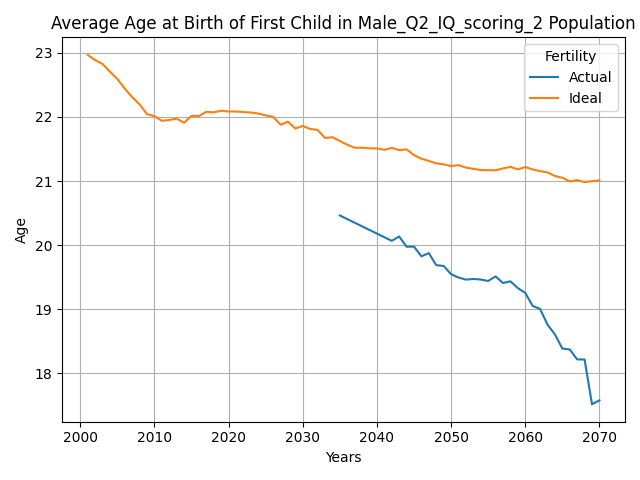 Average Age at Birth of First Child in Male_Q2_IQ_scoring_2 Population
Fertility
Actual
Ideal
Age
23
22
21
20
19
18
2000 2010 2020 2030 2040 2050 2060 2070
Years